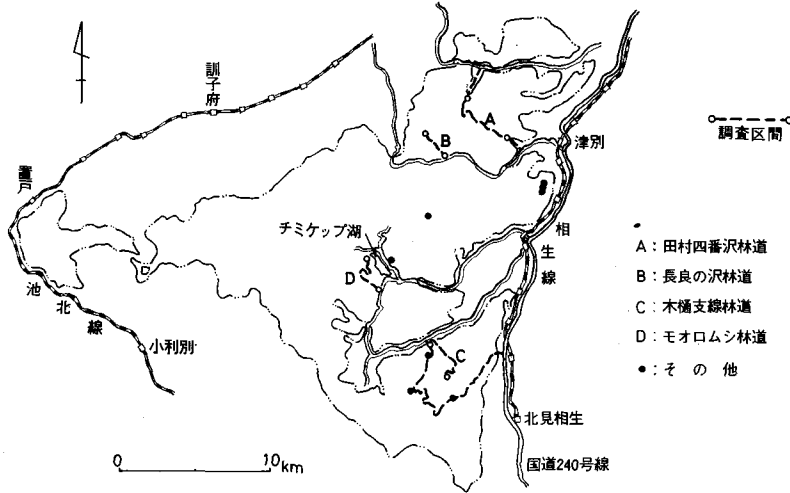 訓子府
置戸
池北線
小利別
チミケップ湖
A
B
C
D
津別
相生線
北見相生
国道240号線
調査区間
A：田村四番沢林道
B：長良の沢林道
C：木樋支線林道
D：モオロムシ林道
●：その他
0 10km